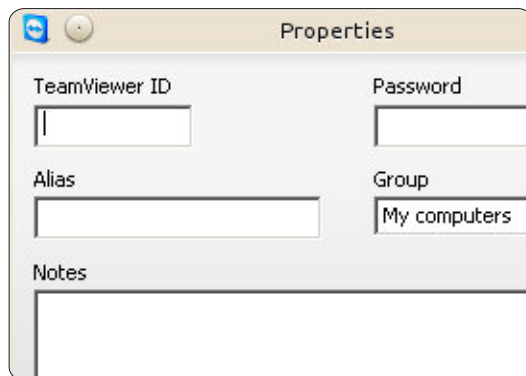 Properties
TeamViewer ID
Password
Alias
Group
My computers
Notes